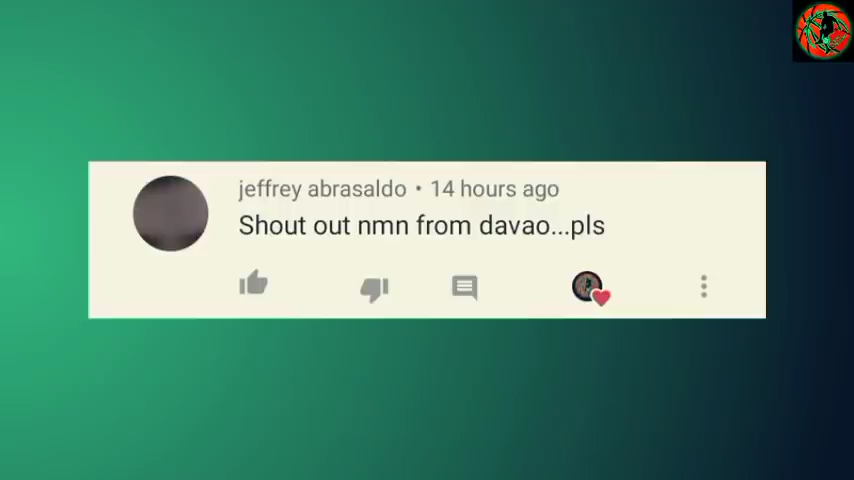 jeffrey abrasaldo • 14 hours ago
Shout out nmn from davao...pls